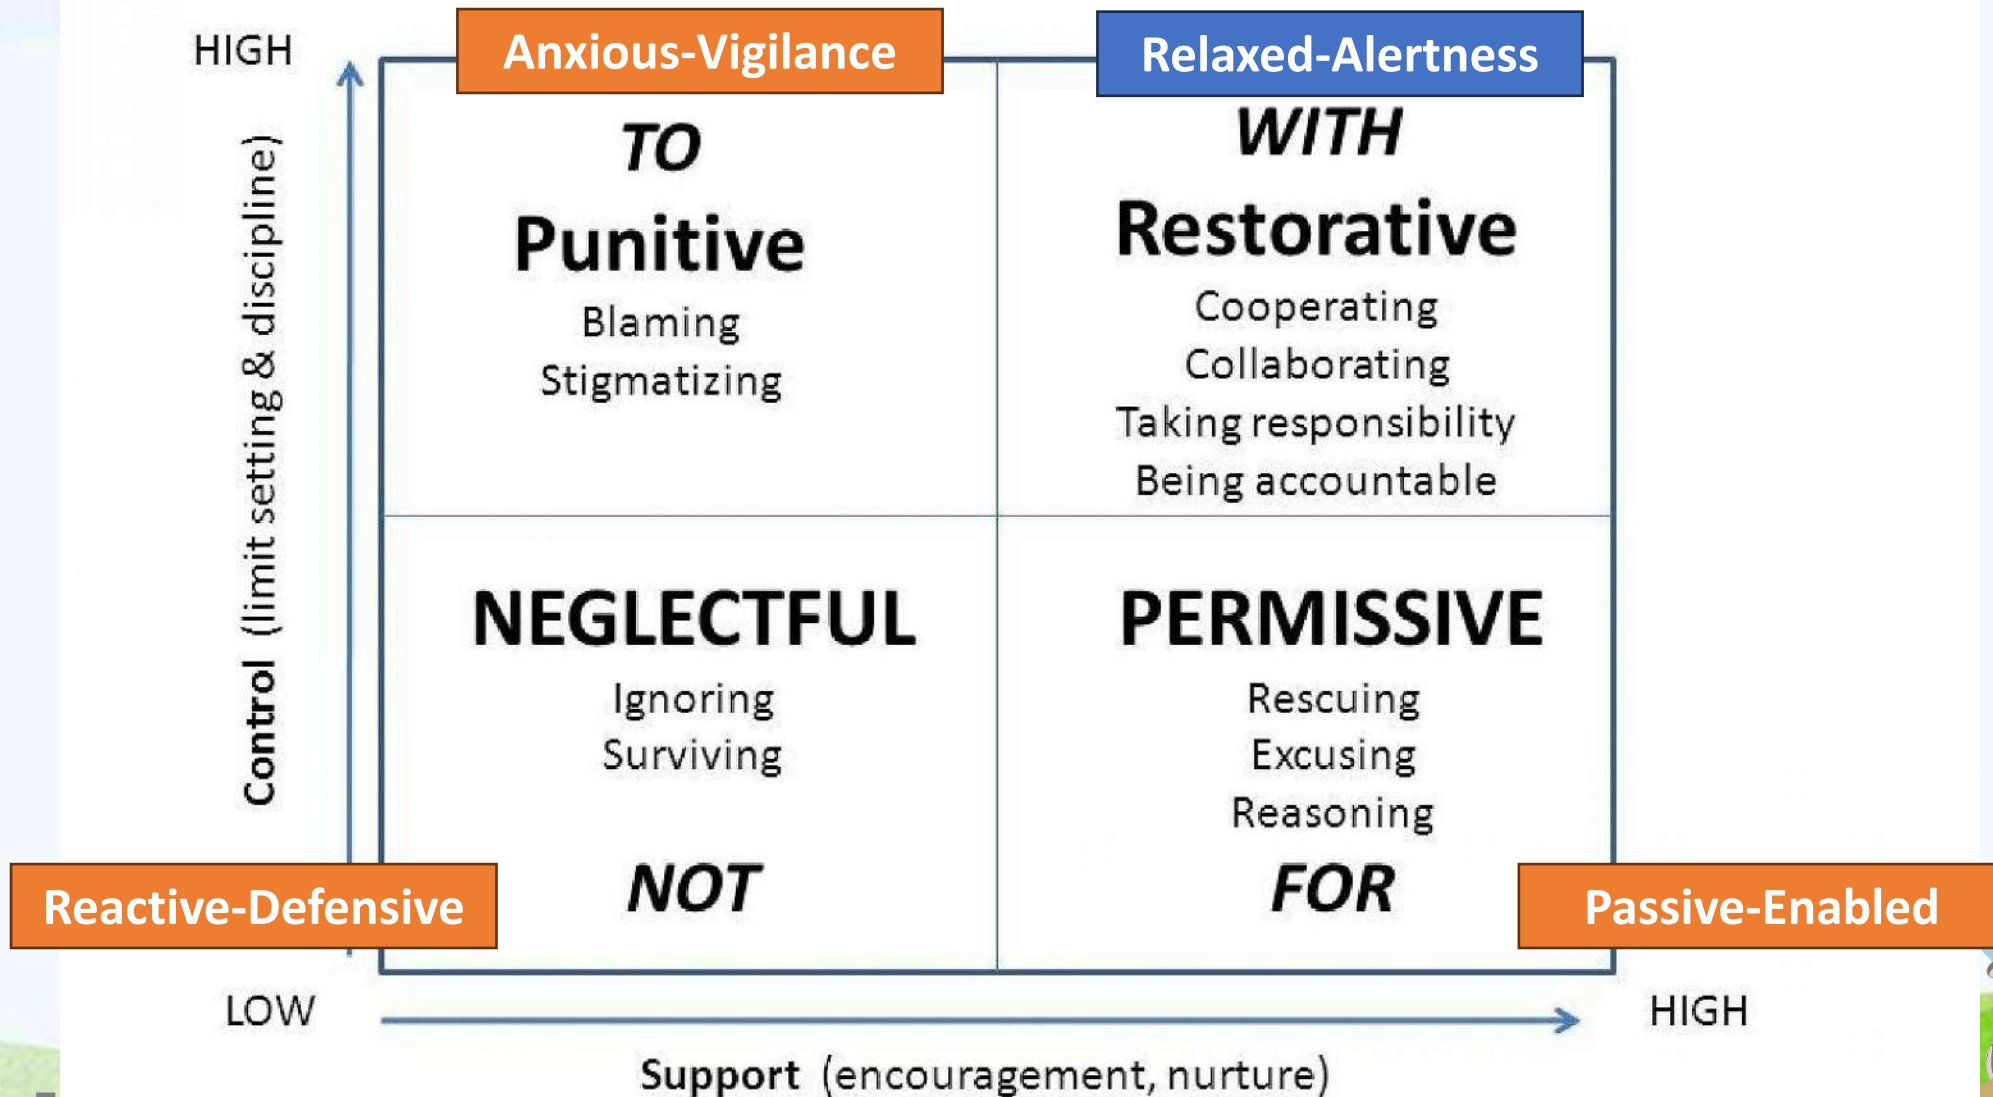 HIGH
Anxious-Vigilance
Relaxed-Alertness
Control (limit setting & discipline)
TO
Punitive
Blaming
Stigmatizing
WITH
Restorative
Cooperating
Collaborating
Taking responsibility
Being accountable
NEGLECTFUL
Ignoring
Surviving
NOT
PERMISSIVE
Rescuing
Excusing
Reasoning
FOR
Reactive-Defensive
Passive-Enabled
LOW
HIGH
Support (encouragement, nurture)